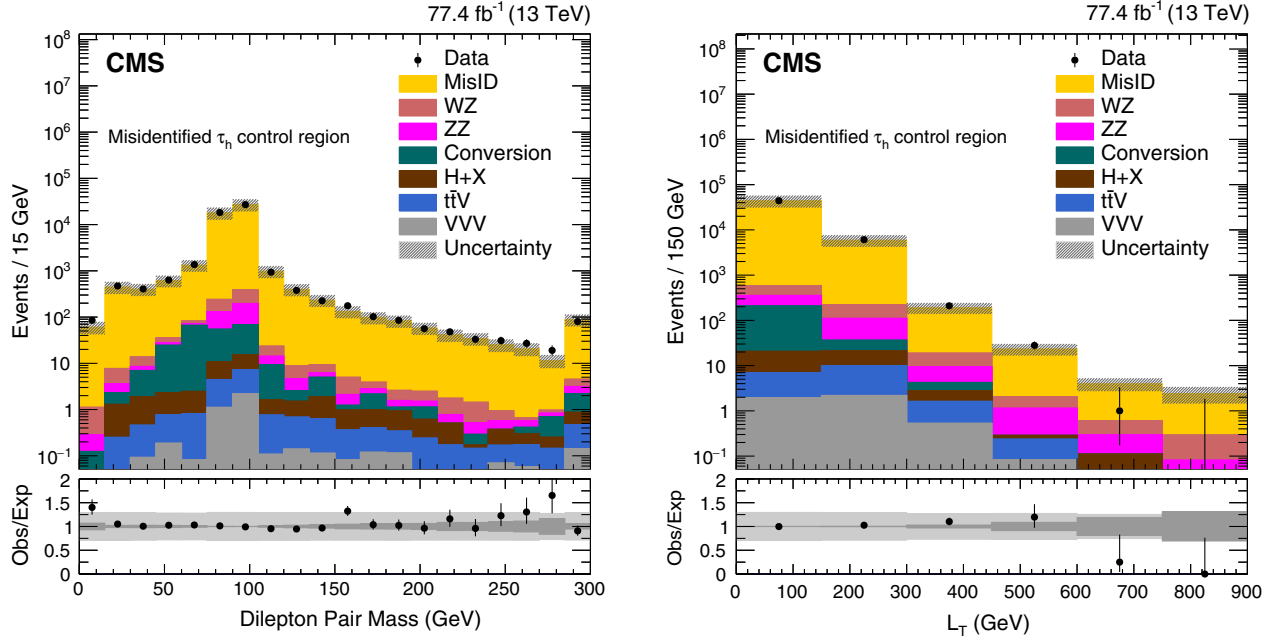 77.4 fb⁻¹ (13 TeV)
CMS
Misidentified τh control region
Data
MisID
WZ
ZZ
Conversion
H+X
tt̄V
VVV
Uncertainty
Events / 15 GeV
10⁸
10⁷
10⁶
10⁵
10⁴
10³
10²
10
1
10⁻¹
Obs/Exp
2
1.5
1
0.5
0
0 50 100 150 200 250 300
Dilepton Pair Mass (GeV)
77.4 fb⁻¹ (13 TeV)
CMS
Misidentified τh control region
Data
MisID
WZ
ZZ
Conversion
H+X
tt̄V
VVV
Uncertainty
Events / 150 GeV
10⁸
10⁷
10⁶
10⁵
10⁴
10³
10²
10
1
10⁻¹
Obs/Exp
2
1.5
1
0.5
0
0 100 200 300 400 500 600 700 800 900
LT (GeV)